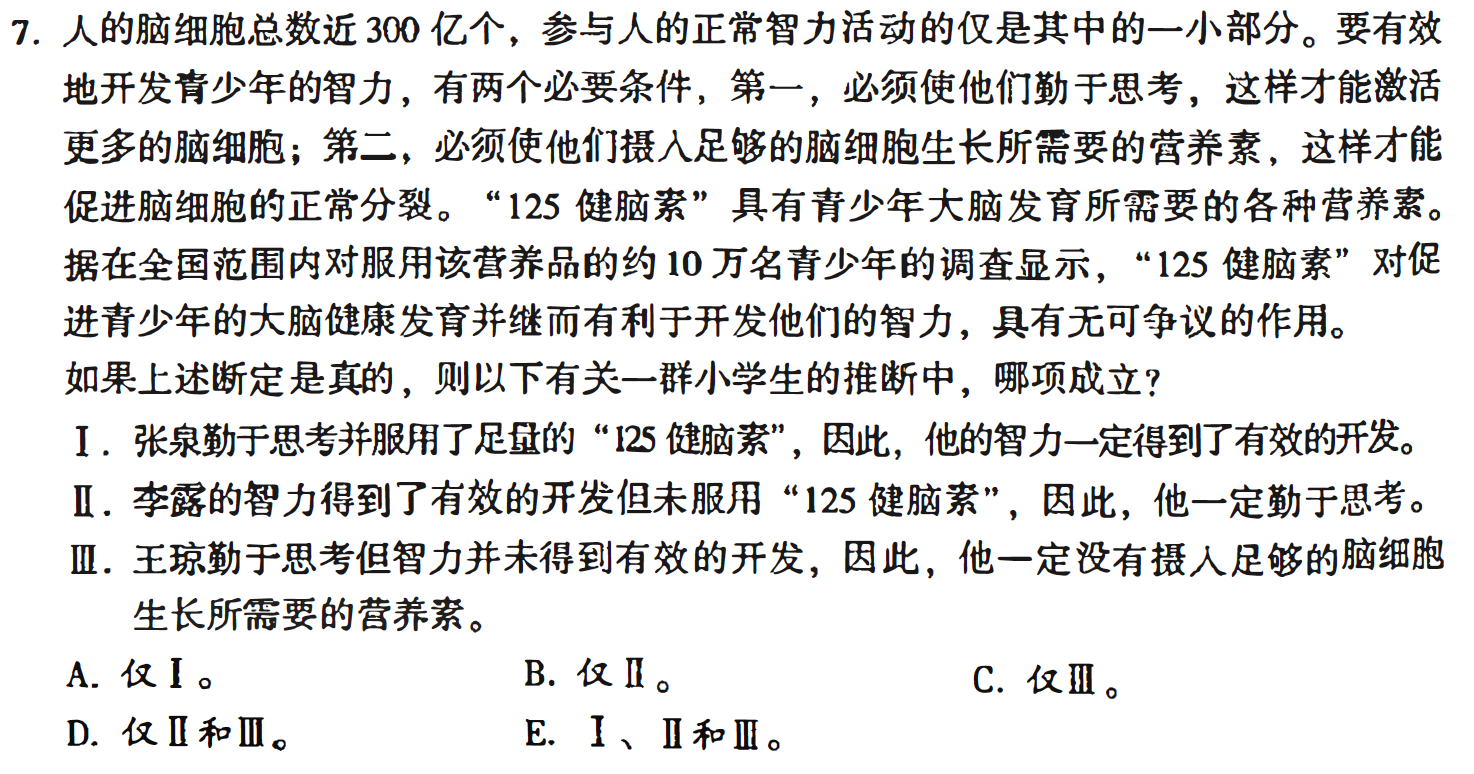 7. 人的脑细胞总数近 300 亿个，参与人的正常智力活动的仅是其中的一小部分。要有效
地开发青少年的智力，有两个必要条件，第一，必须使他们勤于思考，这样才能激活
更多的脑细胞；第二，必须使他们摄入足够的脑细胞生长所需要的营养素，这样才能
促进脑细胞的正常分裂。“125 健脑素”具有青少年大脑发育所需要的各种营养素。
据在全国范围内对服用该营养品的约 10 万名青少年的调查显示，“125 健脑素”对促
进青少年的大脑健康发育并继而有利于开发他们的智力，具有无可争议的作用。
如果上述断定是真的，则以下有关一群小学生的推断中，哪项成立？
Ⅰ. 张泉勤于思考并服用了足量的“125 健脑素”，因此，他的智力一定得到了有效的开发。
Ⅱ. 李露的智力得到了有效的开发但未服用“125 健脑素”，因此，他一定勤于思考。
Ⅲ. 王琼勤于思考但智力并未得到有效的开发，因此，他一定没有摄入足够的脑细胞
生长所需要的营养素。
A. 仅Ⅰ。 B. 仅Ⅱ。 C. 仅Ⅲ。
D. 仅Ⅱ和Ⅲ。 E. Ⅰ、Ⅱ和Ⅲ。